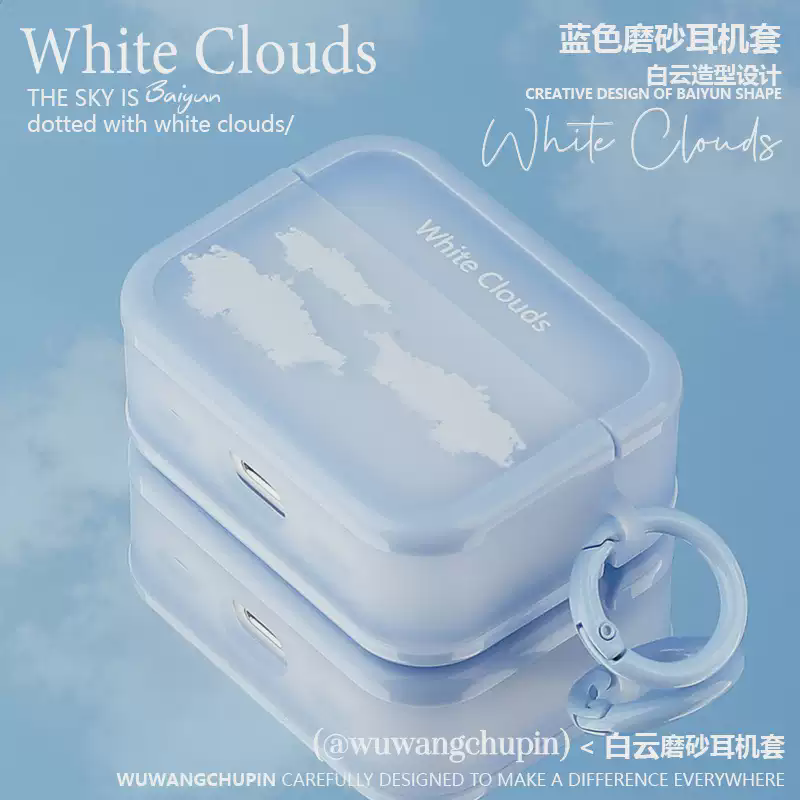 White Clouds
THE SKY IS Baiyun
dotted with white clouds/
蓝色磨砂耳机套
白云造型设计
CREATIVE DESIGN OF BAIYUN SHAPE
White Clouds
White Clouds
(@wuwangchupin) < 白云磨砂耳机套
WUWANGCHUPIN CAREFULLY DESIGNED TO MAKE A DIFFERENCE EVERYWHERE